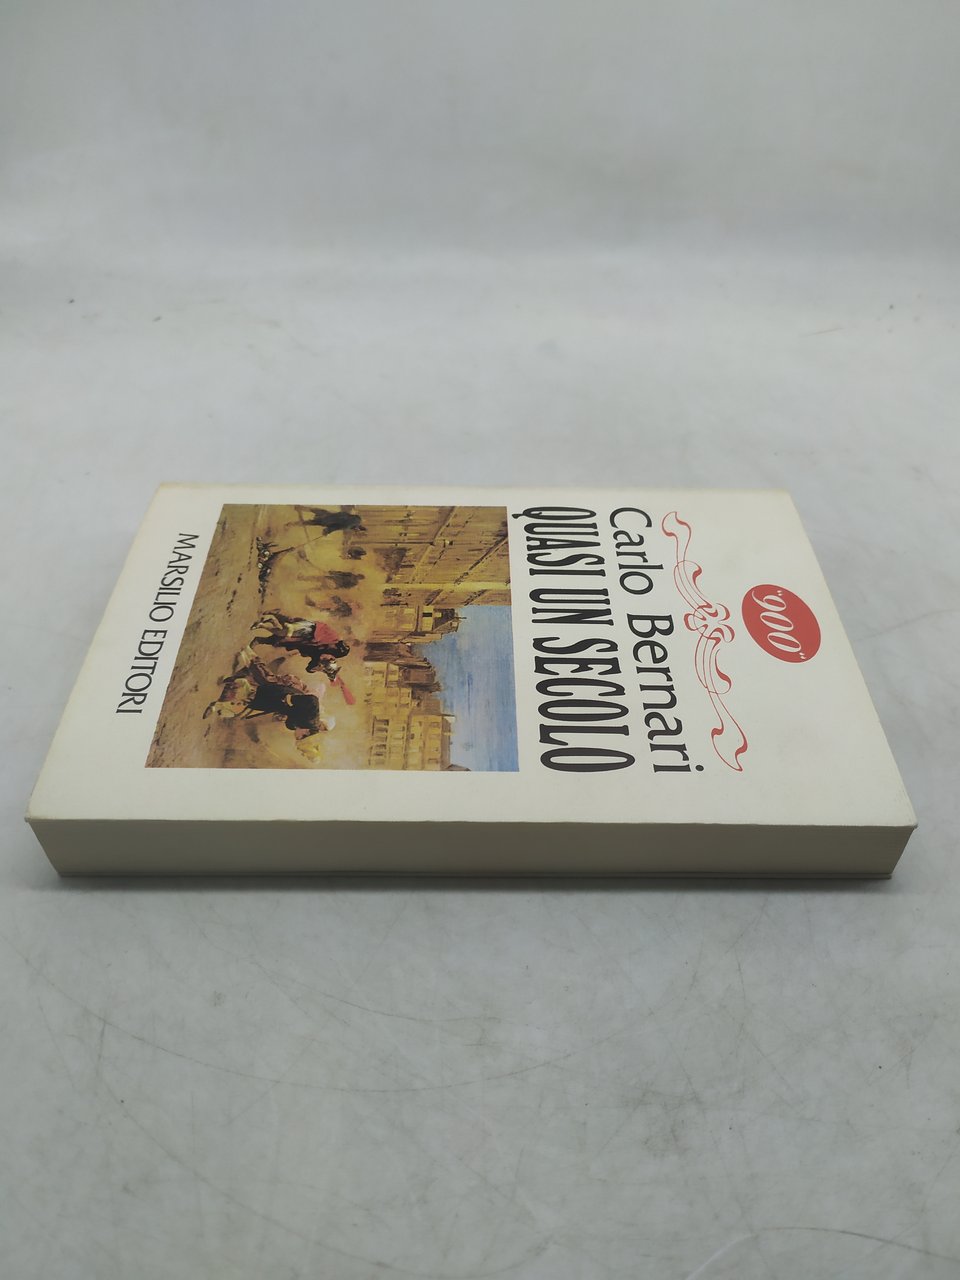 "900"
Carlo Bernari
QUASI UN SECOLO
MARSILIO EDITORI